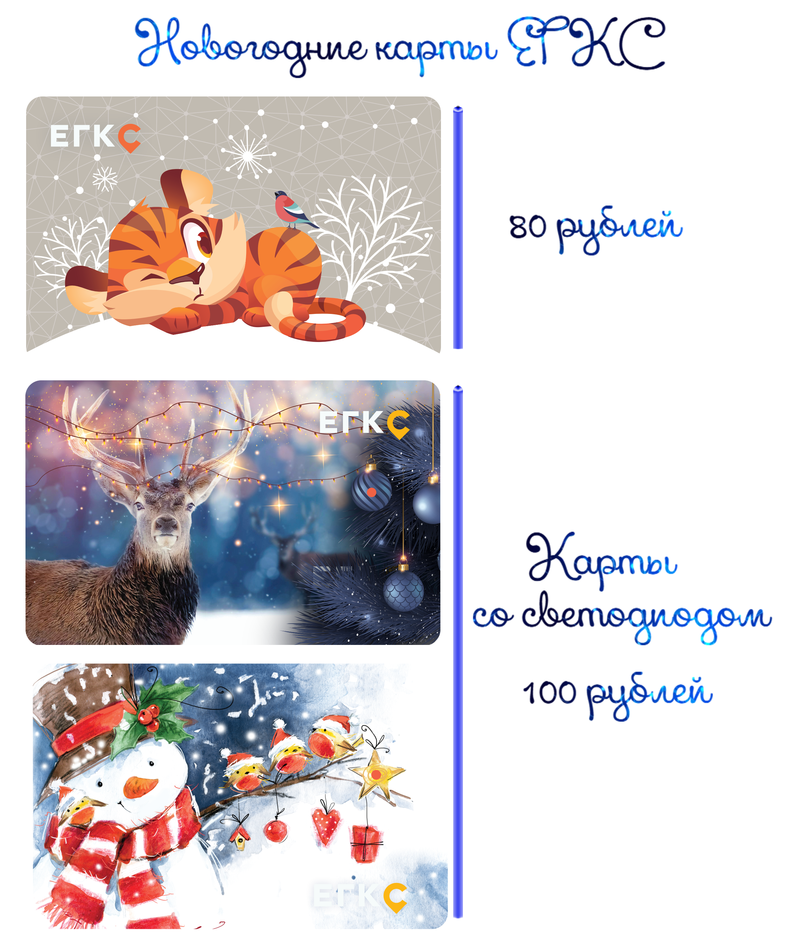 Новогодние карты ЕГКС
ЕГКС
80 рублей
ЕГКС
Карты
со светодиодом
100 рублей
ЕГКС